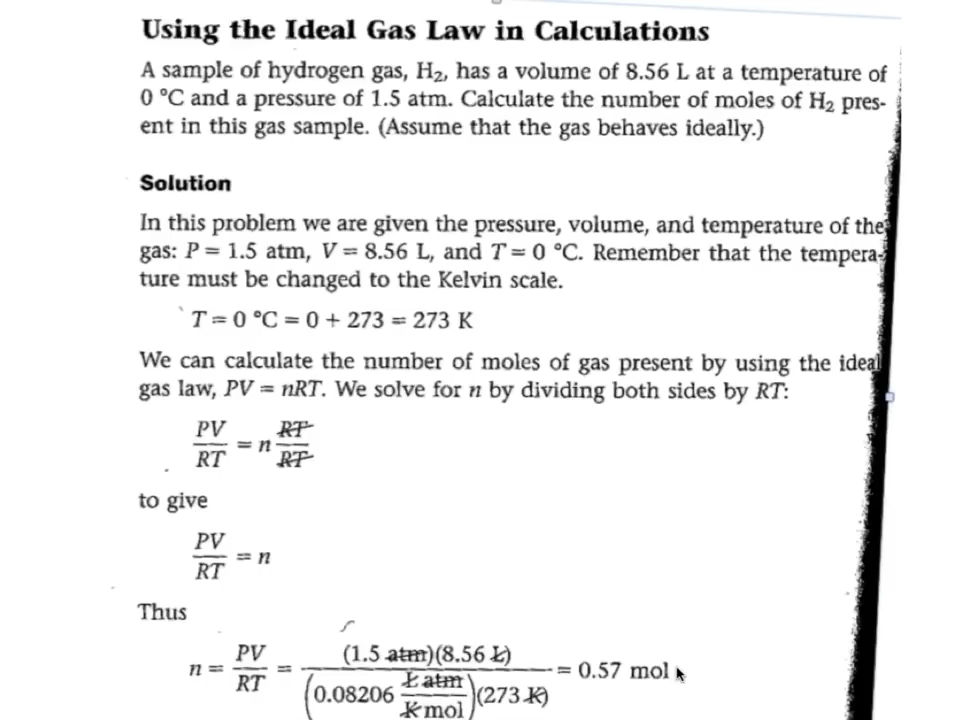 Using the Ideal Gas Law in Calculations
A sample of hydrogen gas, H₂, has a volume of 8.56 L at a temperature of
0 °C and a pressure of 1.5 atm. Calculate the number of moles of H₂ pres-
ent in this gas sample. (Assume that the gas behaves ideally.)
Solution
In this problem we are given the pressure, volume, and temperature of the
gas: P = 1.5 atm, V = 8.56 L, and T = 0 °C. Remember that the tempera-
ture must be changed to the Kelvin scale.
T = 0 °C = 0 + 273 = 273 K
We can calculate the number of moles of gas present by using the ideal
gas law, PV = nRT. We solve for n by dividing both sides by RT:
PV/RT = n RT/RT
to give
PV/RT = n
Thus
n = PV/RT = (1.5 atm)(8.56 L)/((0.08206 L atm/K mol)(273 K)) = 0.57 mol